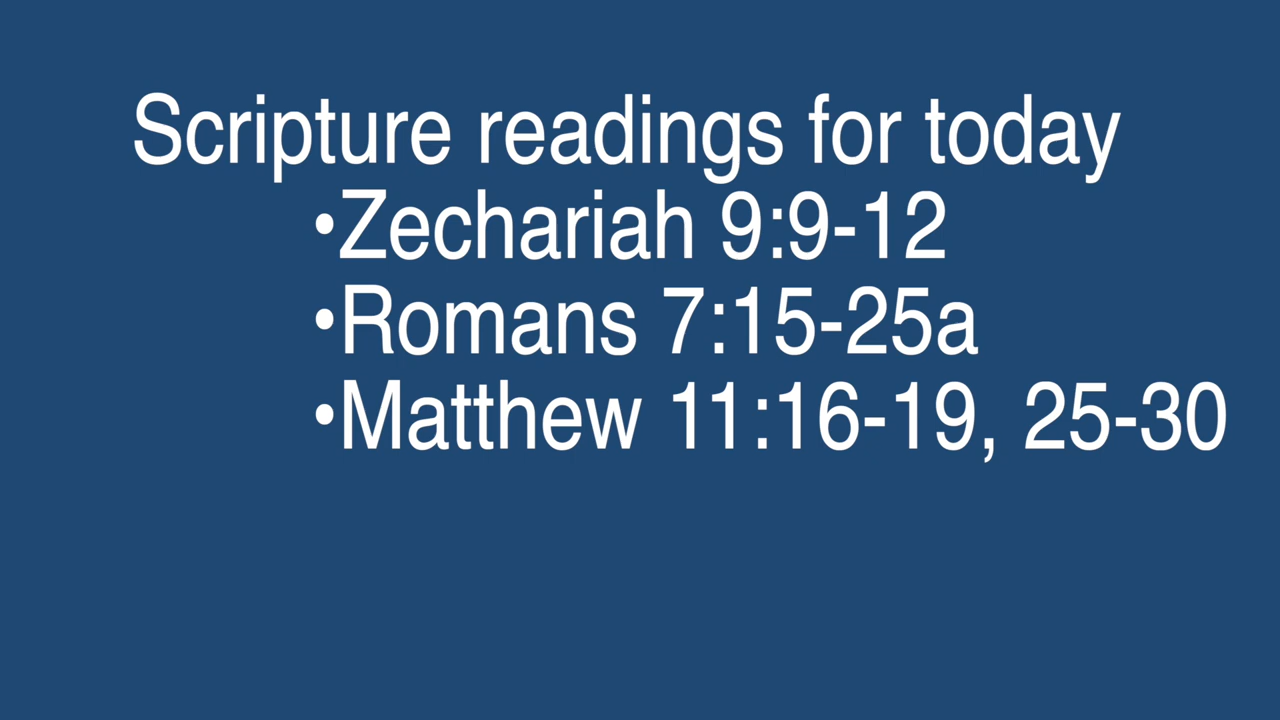 Scripture readings for today
•Zechariah 9:9-12
•Romans 7:15-25a
•Matthew 11:16-19, 25-30